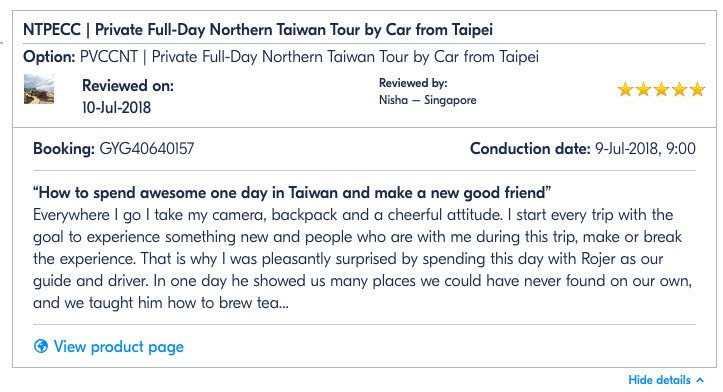 NTPECC | Private Full-Day Northern Taiwan Tour by Car from Taipei
Option: PVCCNT | Private Full-Day Northern Taiwan Tour by Car from Taipei
Reviewed on:
10-Jul-2018
Reviewed by:
Nisha – Singapore
Booking: GYG40640157
Conduction date: 9-Jul-2018, 9:00
“How to spend awesome one day in Taiwan and make a new good friend”
Everywhere I go I take my camera, backpack and a cheerful attitude. I start every trip with the
goal to experience something new and people who are with me during this trip, make or break
the experience. That is why I was pleasantly surprised by spending this day with Rojer as our
guide and driver. In one day he showed us many places we could have never found on our own,
and we taught him how to brew tea...
View product page
Hide details